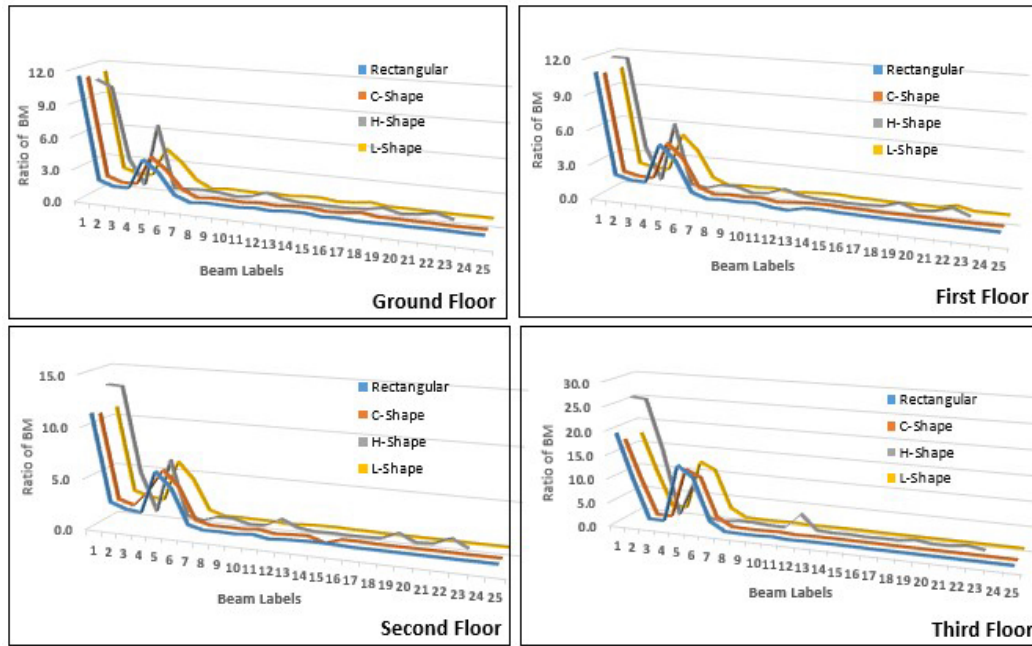 12.0
9.0
6.0
3.0
0.0
Ratio of BM
Rectangular
C-Shape
H-Shape
L-Shape
1 2 3 4 5 6 7 8 9 10 11 12 13 14 15 16 17 18 19 20 21 22 23 24 25
Beam Labels
Ground Floor
12.0
9.0
6.0
3.0
0.0
Ratio of BM
Rectangular
C-Shape
H-Shape
L-Shape
1 2 3 4 5 6 7 8 9 10 11 12 13 14 15 16 17 18 19 20 21 22 23 24 25
Beam Labels
First Floor
15.0
10.0
5.0
0.0
Ratio of BM
Rectangular
C-Shape
H-Shape
L-Shape
1 2 3 4 5 6 7 8 9 10 11 12 13 14 15 16 17 18 19 20 21 22 23 24 25
Beam Labels
Second Floor
30.0
25.0
20.0
15.0
10.0
5.0
0.0
Ratio of BM
Rectangular
C-Shape
H-Shape
L-Shape
1 2 3 4 5 6 7 8 9 10 11 12 13 14 15 16 17 18 19 20 21 22 23 24 25
Beam Labels
Third Floor